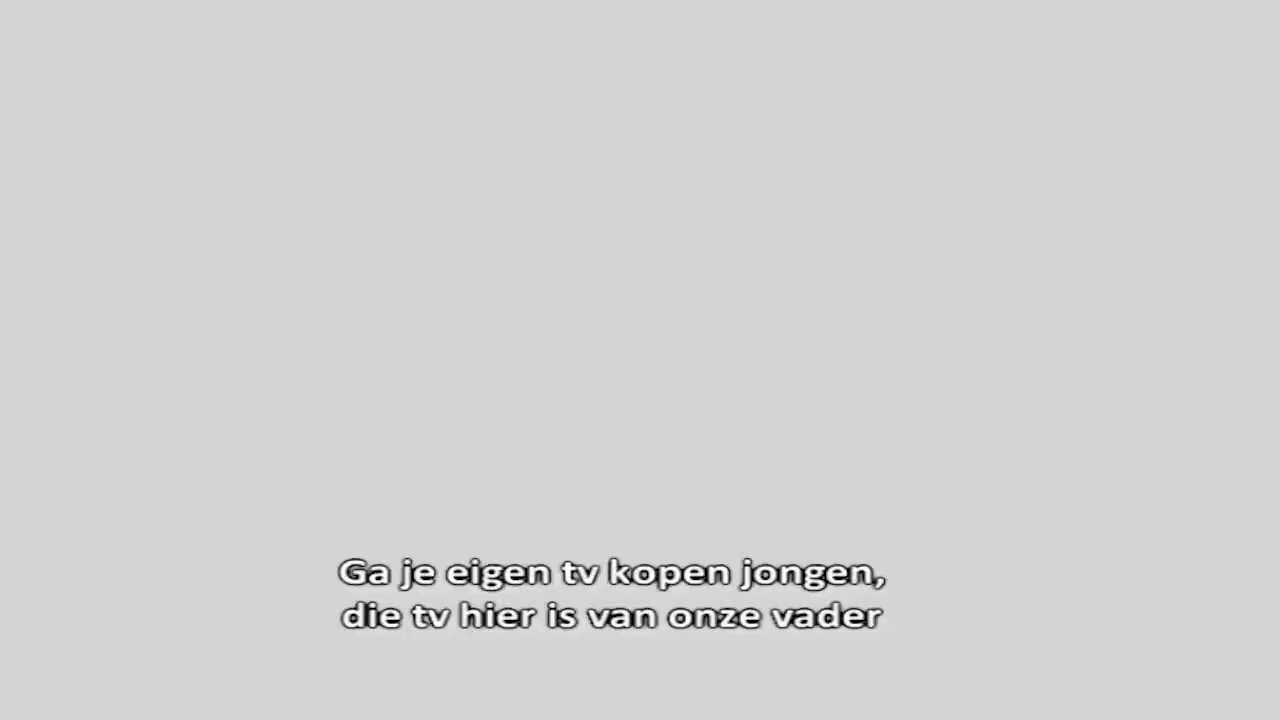 Ga je eigen tv kopen jongen,
die tv hier is van onze vader